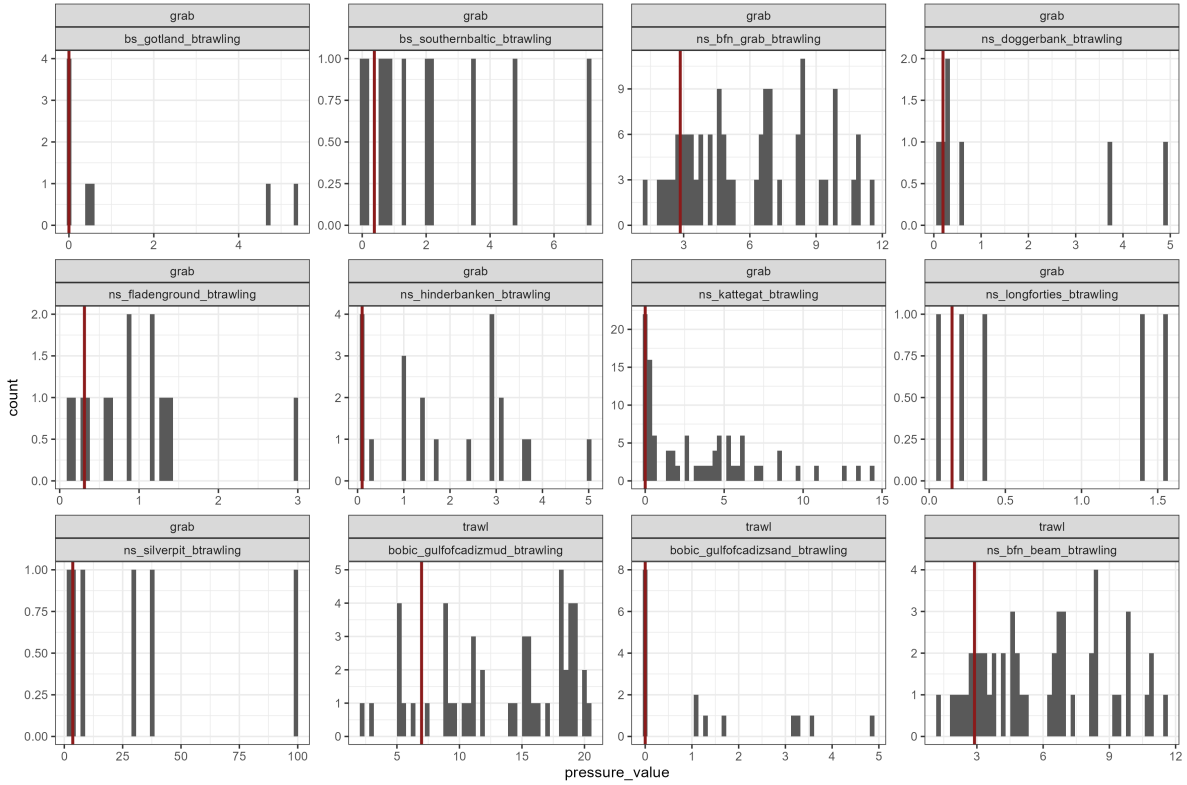 grab grab grab grab
bs_gotland_btrawling bs_southernbaltic_btrawling ns_bfn_grab_btrawling ns_doggerbank_btrawling
4 1.00 9 2.0
3 0.75 6 1.5
2 0.50 3 1.0
1 0.25 0 0.5
0 0.00 0.0
0 2 4 0 2 4 6 3 6 9 12 0 1 2 3 4 5
grab grab grab grab
ns_fladenground_btrawling ns_hinderbanken_btrawling ns_kattegat_btrawling ns_longforties_btrawling
2.0 4 20 1.00
1.5 3 15 0.75
1.0 2 10 0.50
0.5 1 5 0.25
0.0 0 0 0.00
0 1 2 3 0 1 2 3 4 5 0 5 10 15 0.0 0.5 1.0 1.5
count
grab trawl trawl trawl
ns_silverpit_btrawling bobic_gulfofcadizmud_btrawling bobic_gulfofcadizsand_btrawling ns_bfn_beam_btrawling
1.00 5 8 4
0.75 4 6 3
0.50 3 4 2
0.25 2 2 1
0.00 1 0 0
0
0 25 50 75 100 5 10 15 20 0 1 2 3 4 5 3 6 9 12
pressure_value